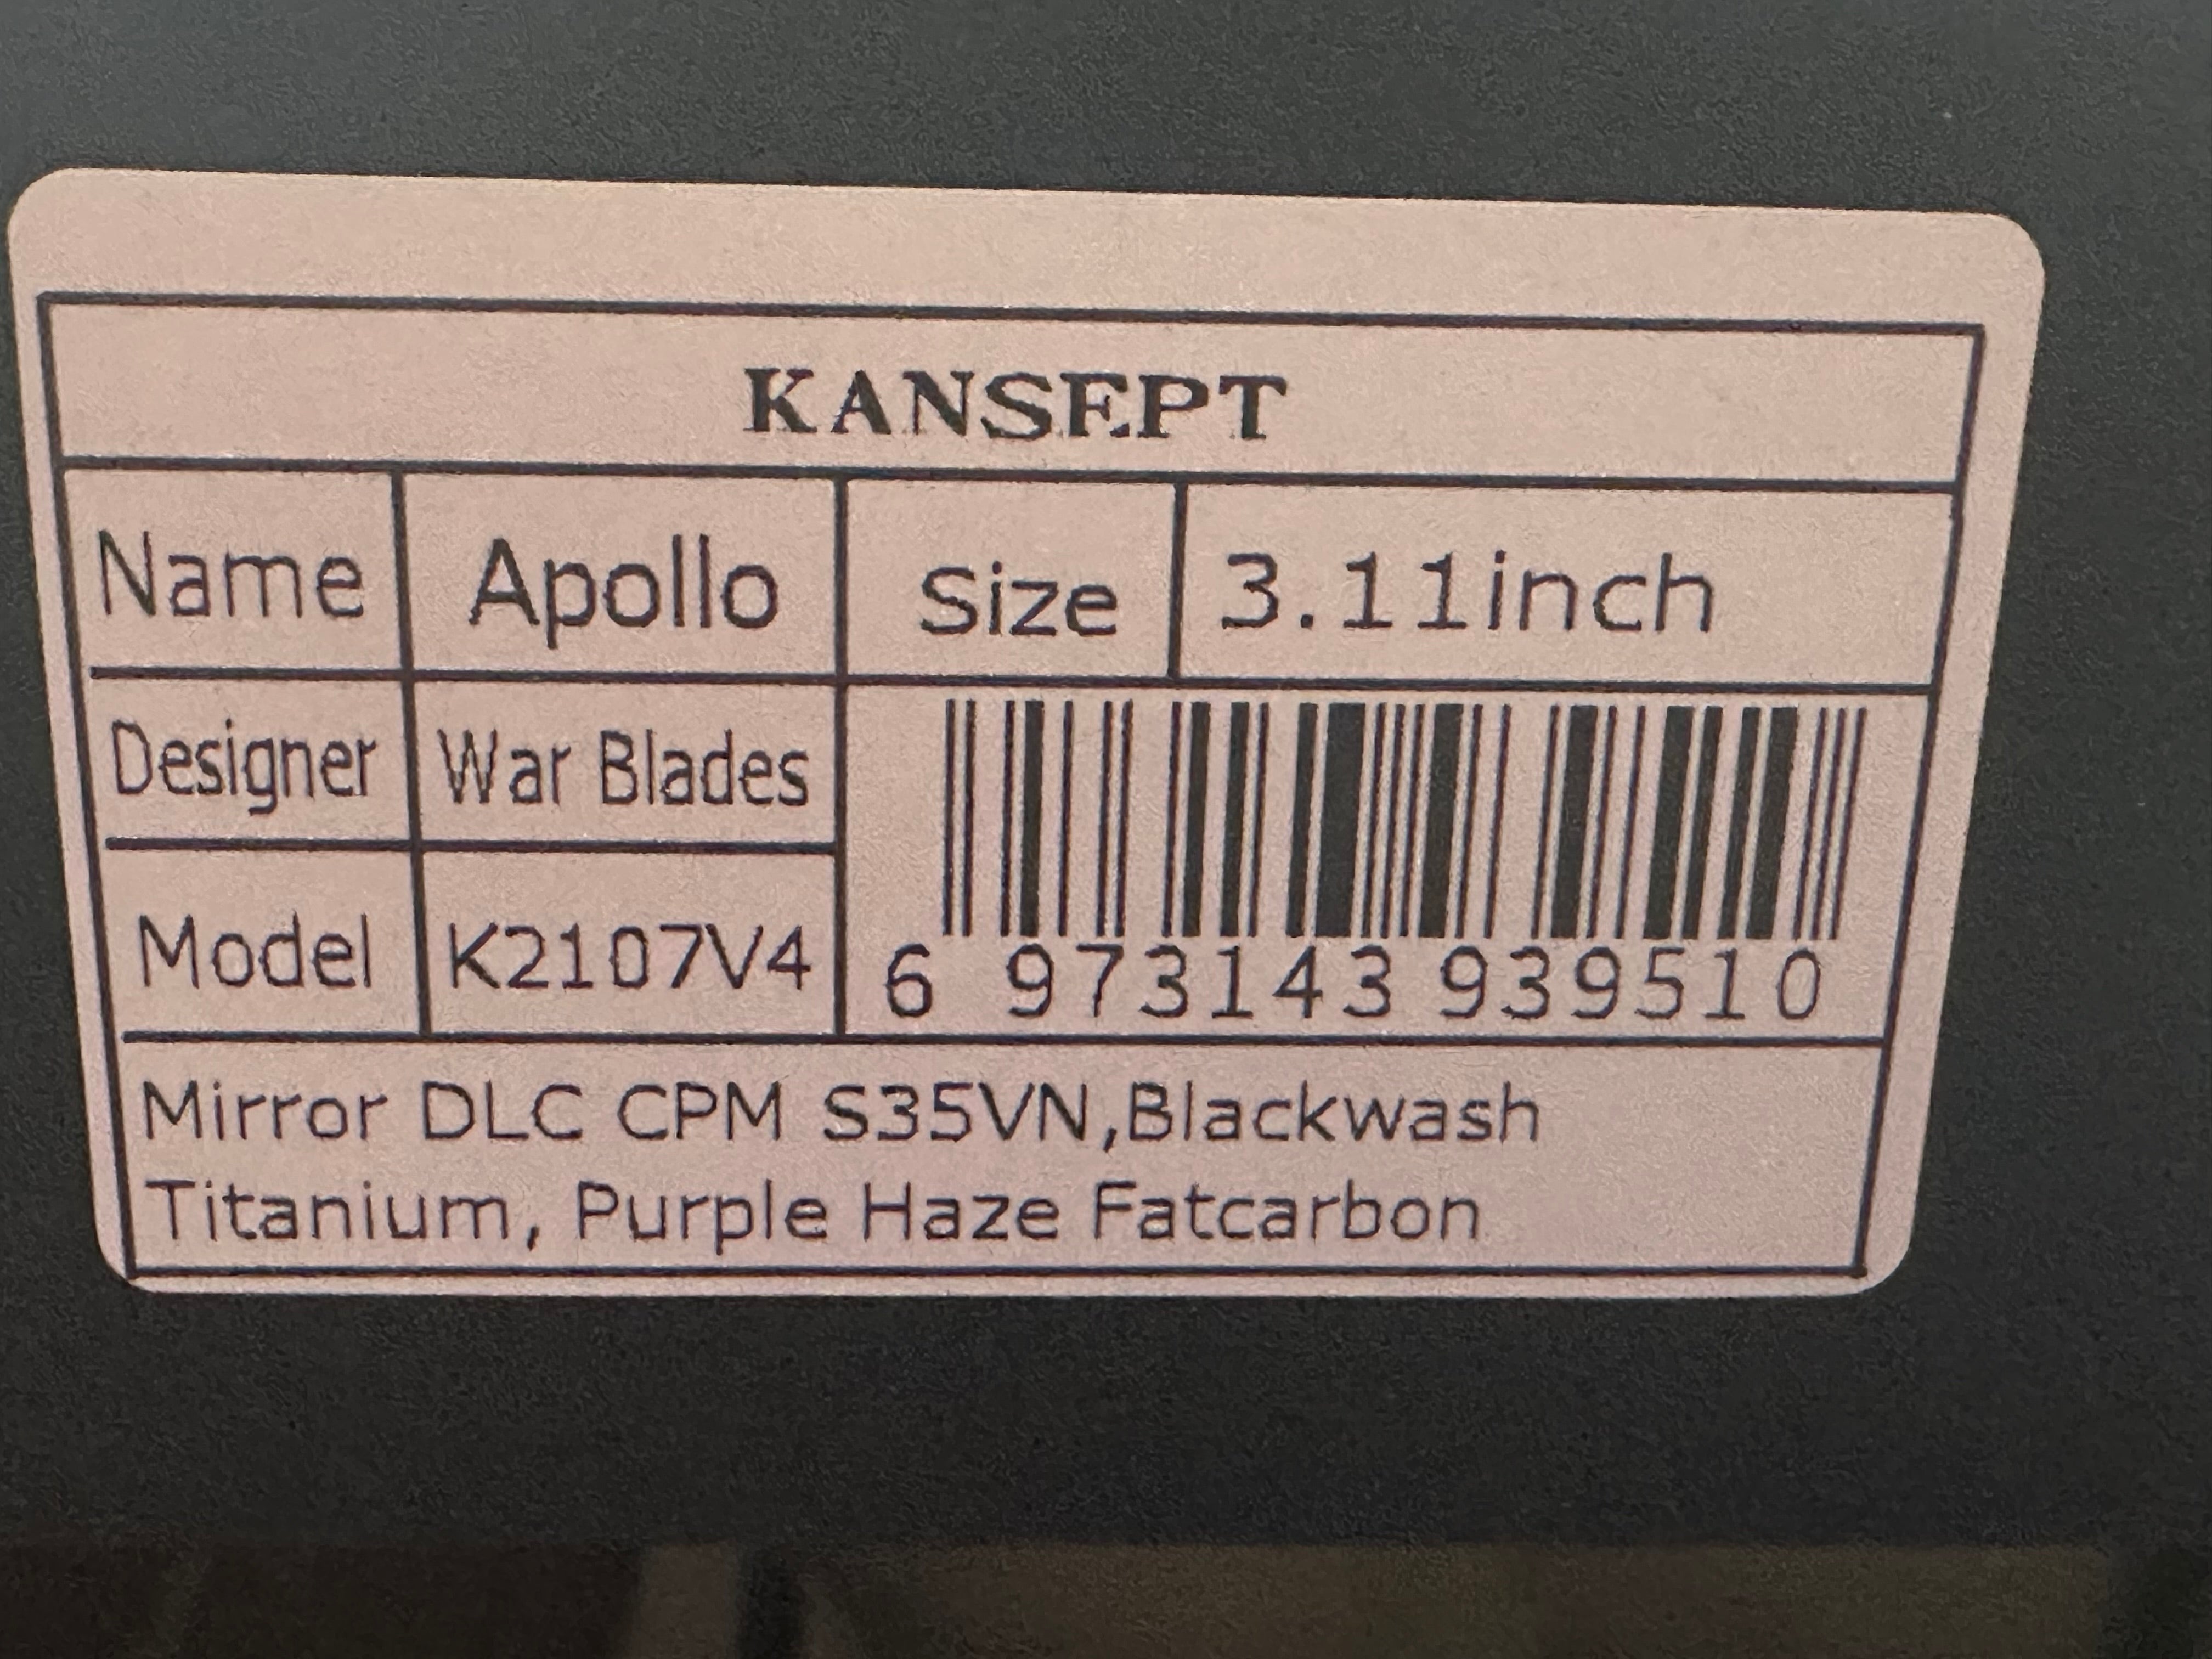 KANSEPT
Name Apollo Size 3.11inch
Designer War Blades
Model K2107V4 6 973143 939510
Mirror DLC CPM S35VN,Blackwash
Titanium, Purple Haze Fatcarbon